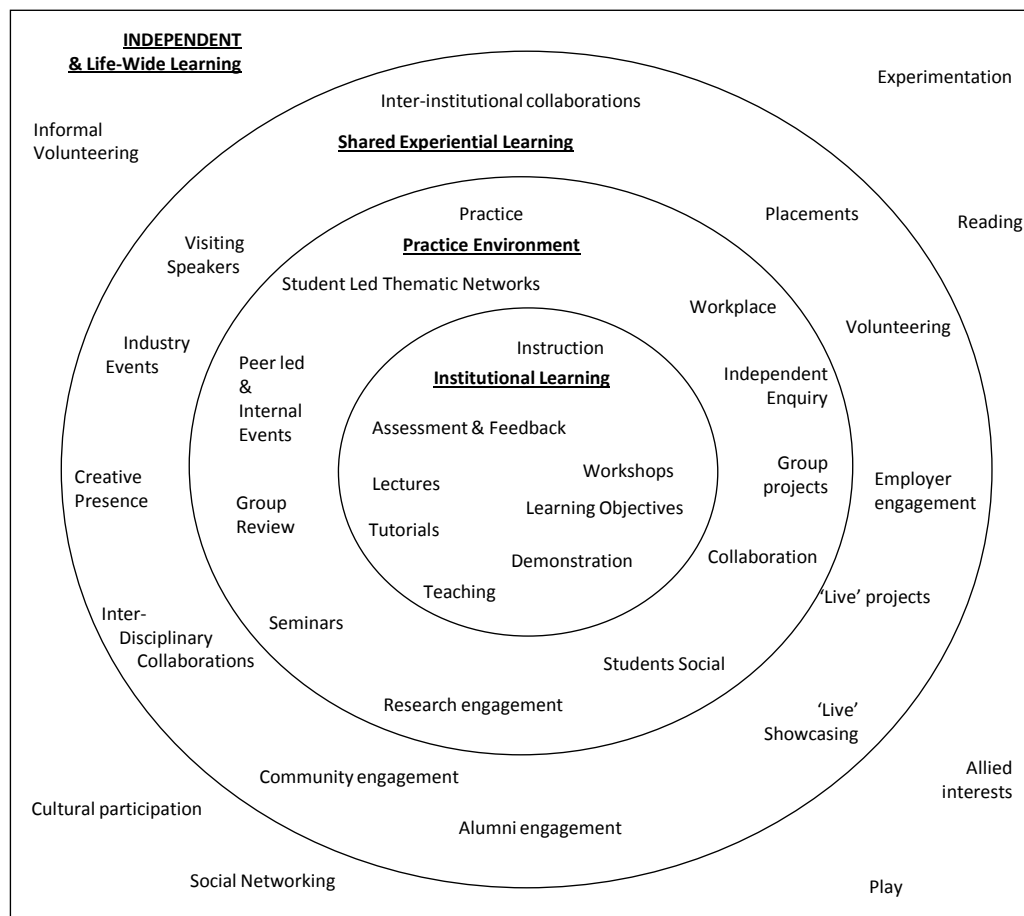 INDEPENDENT
& Life-Wide Learning
Experimentation
Inter-institutional collaborations
Informal
Volunteering
Shared Experiential Learning
Practice
Placements
Reading
Visiting
Speakers
Practice Environment
Student Led Thematic Networks
Workplace
Volunteering
Industry
Events
Instruction
Peer led
&
Internal
Events
Institutional Learning
Independent
Enquiry
Assessment & Feedback
Workshops
Group
projects
Creative
Presence
Lectures
Employer
engagement
Group
Review
Learning Objectives
Tutorials
Demonstration
Collaboration
Teaching
'Live' projects
Inter-
Disciplinary
Collaborations
Seminars
Students Social
Research engagement
'Live'
Showcasing
Community engagement
Allied
interests
Cultural participation
Alumni engagement
Social Networking
Play